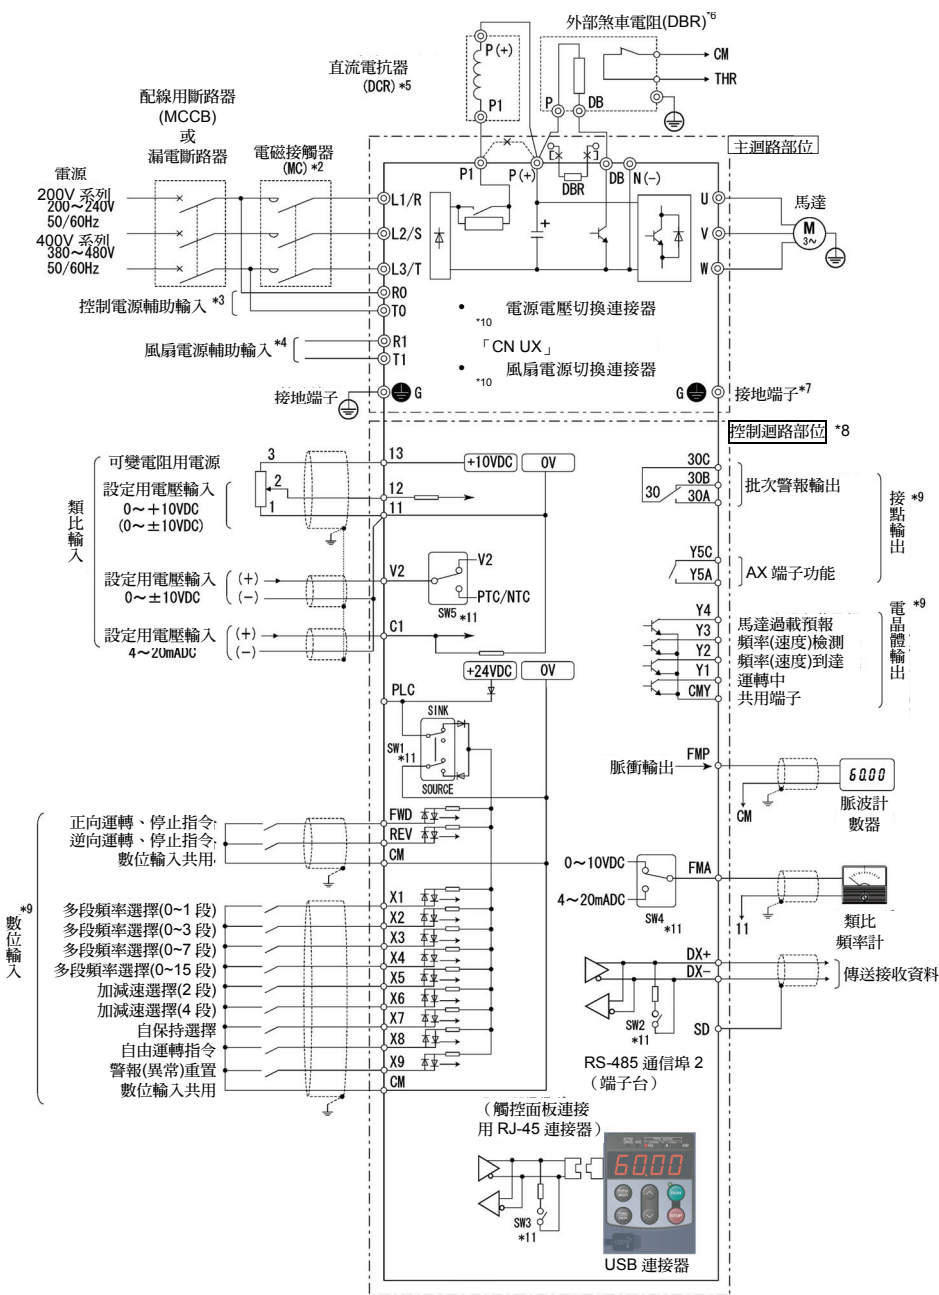 外部煞車電阻(DBR)*6
P(+)
CM
直流電抗器
(DCR) *5
THR
P1
P
DB
配線用斷路器
(MCCB)
或
漏電斷路器
電磁接觸器
(MC) *2
主迴路部位
P1
P(+)
DBR
DB
N(-)
電源
200V 系列
200～240V
50/60Hz
400V 系列
380～480V
50/60Hz
L1/R
L2/S
L3/T
U
V
W
馬達
M
3~
控制電源輔助輸入 *3
R0
T0
• 電源電壓切換連接器
*10
「CN UX」
風扇電源輔助輸入 *4
R1
T1
• 風扇電源切換連接器
*10
接地端子
G
G
接地端子*7
控制迴路部位 *8
類比輸入
可變電阻用電源
3
13
+10VDC
0V
設定用電壓輸入
0～＋10VDC
(0～±10VDC)
2
12
1
11
30C
30B
30
30A
批次警報輸出
接點輸出
*9
設定用電壓輸入
0～±10VDC
(+)
(-)
V2
V2
PTC/NTC
SW5 *11
Y5C
Y5A
AX 端子功能
設定用電壓輸入
4～20mADC
(+)
(-)
C1
Y4
Y3
Y2
Y1
CMY
馬達過載預報
頻率(速度)檢測
頻率(速度)到達
運轉中
共用端子
電晶體輸出
*9
+24VDC
0V
PLC
SINK
SW1
*11
SOURCE
脈衝輸出
FMP
60.00
CM
脈波計
數器
*9
數位輸入
正向運轉、停止指令
逆向運轉、停止指令
數位輸入共用
FWD
REV
CM
0～10VDC
4～20mADC
SW4
*11
FMA
11
類比
頻率計
多段頻率選擇(0~1 段)
X1
多段頻率選擇(0~3 段)
X2
多段頻率選擇(0~7 段)
X3
多段頻率選擇(0~15 段)
X4
加減速選擇(2 段)
X5
加減速選擇(4 段)
X6
自保持選擇
X7
自由運轉指令
X8
警報(異常)重置
X9
數位輸入共用
CM
DX+
DX-
傳送接收資料
SW2
*11
SD
RS-485 通信埠 2
（端子台）
（觸控面板連接
用 RJ-45 連接器）
SW3
*11
60.00
RUN
STOP
USB 連接器